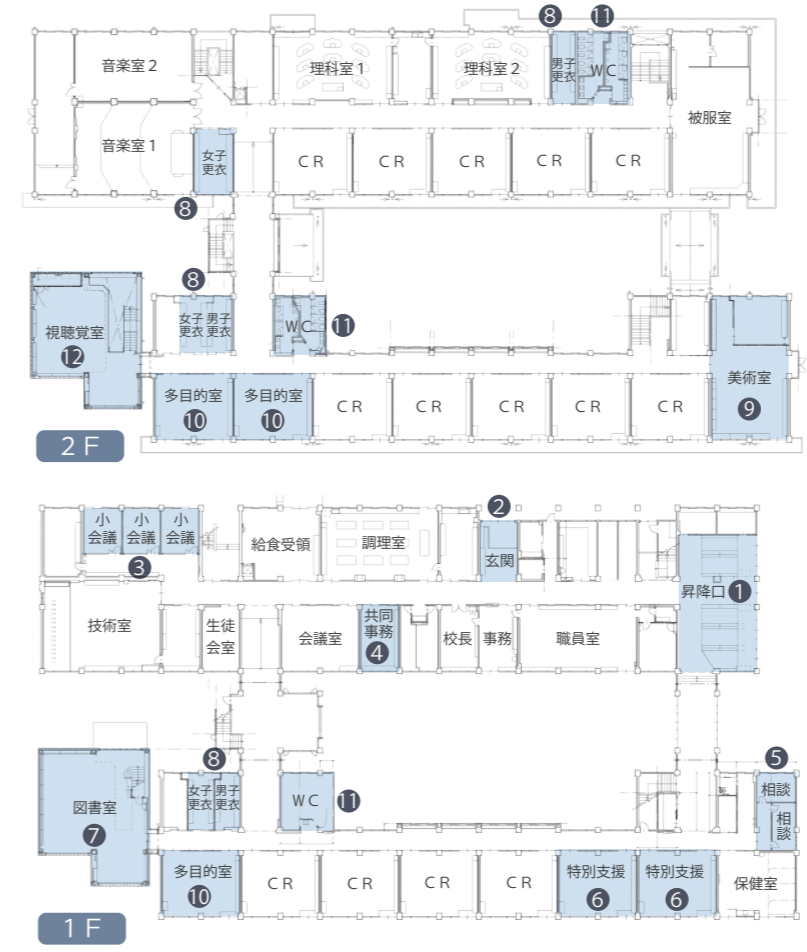 8
11
音楽室2
理科室1
理科室2
男子
更衣
WC
被服室
音楽室1
女子
更衣
CR
CR
CR
CR
CR
8
8
視聴覚室
12
女子
更衣
男子
更衣
WC
11
多目的室
10
多目的室
10
CR
CR
CR
CR
CR
美術室
9
2F
小
会議
小
会議
小
会議
3
給食受領
調理室
2
玄関
昇降口
1
技術室
生徒
会室
会議室
共同
事務
4
校長
事務
職員室
8
5
図書室
7
女子
更衣
男子
更衣
WC
11
相談
相
談
多目的室
10
CR
CR
CR
CR
特別支援
6
特別支援
6
保健室
1F